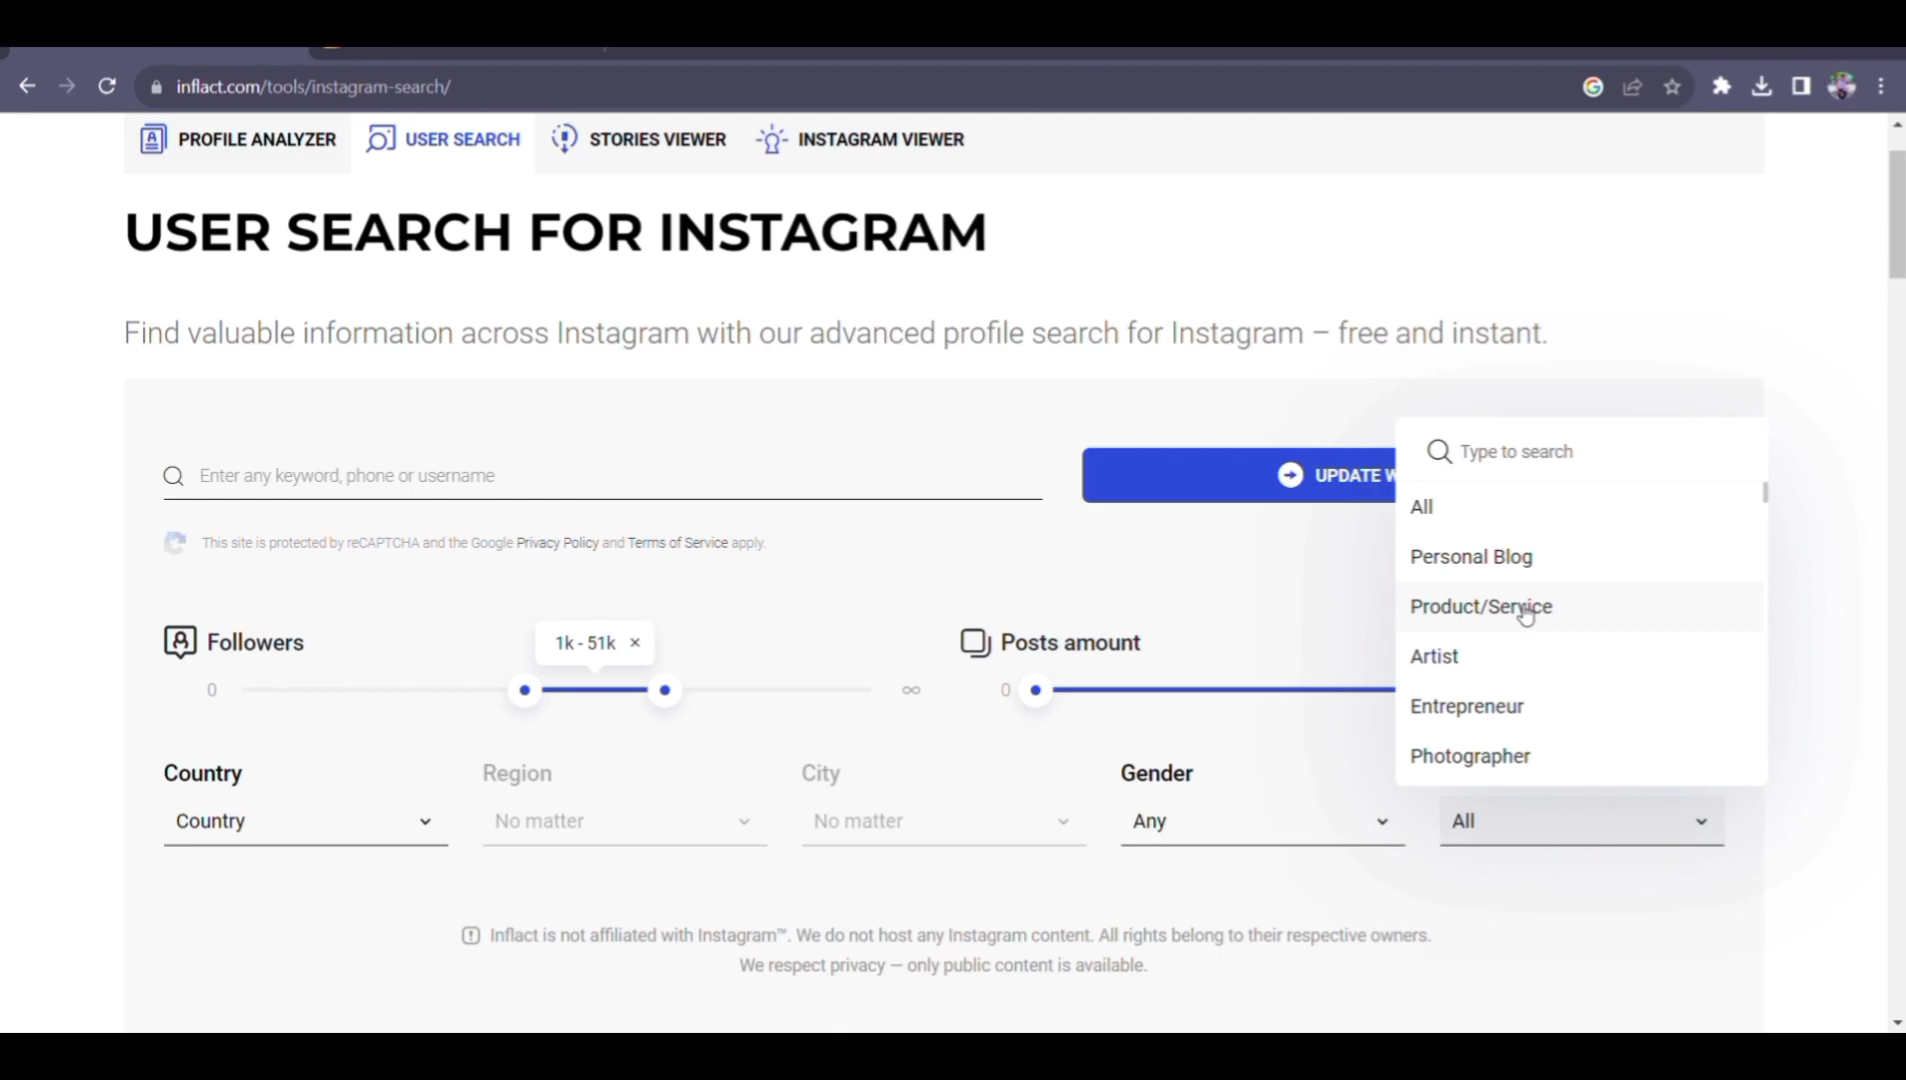 inflact.com/tools/instagram-search/
PROFILE ANALYZER USER SEARCH STORIES VIEWER INSTAGRAM VIEWER
USER SEARCH FOR INSTAGRAM
Find valuable information across Instagram with our advanced profile search for Instagram – free and instant.
Enter any keyword, phone or username
UPDATE
This site is protected by reCAPTCHA and the Google Privacy Policy and Terms of Service apply.
Type to search
All
Personal Blog
Product/Service
Artist
Entrepreneur
Photographer
Followers
1k - 51k ×
0 ∞
Posts amount
0
Country Region City Gender
Country No matter No matter Any All
Inflact is not affiliated with Instagram™. We do not host any Instagram content. All rights belong to their respective owners.
We respect privacy — only public content is available.